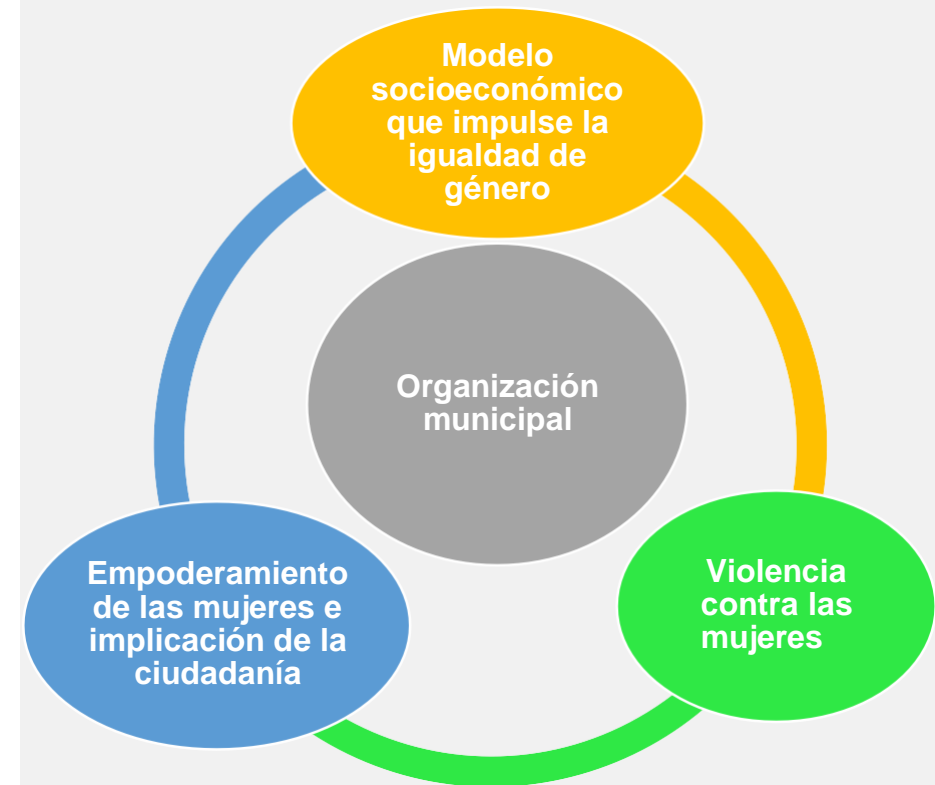 Modelo
socioeconómico
que impulse la
igualdad de
género
Organización
municipal
Empoderamiento
de las mujeres e
implicación de la
ciudadanía
Violencia
contra las
mujeres